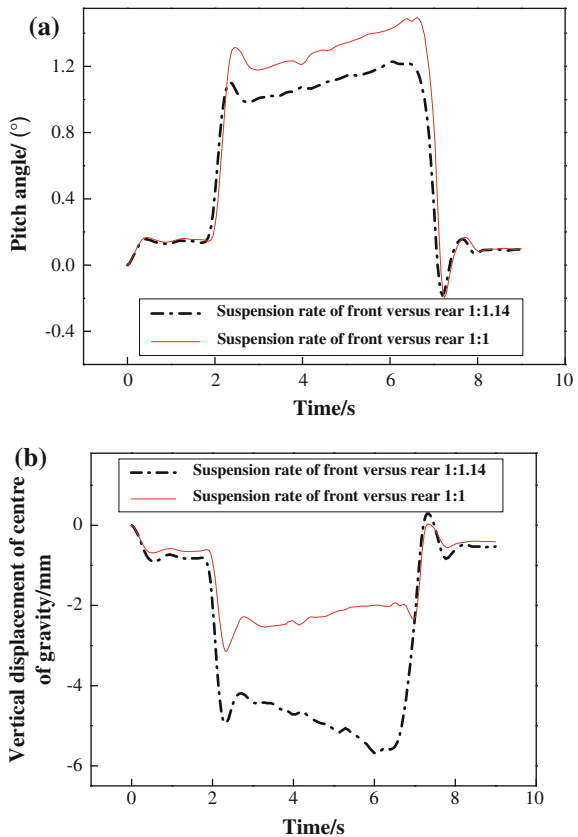 (a)
Pitch angle/ (°)
1.2
0.8
0.4
0.0
-0.4
Suspension rate of front versus rear 1:1.14
Suspension rate of front versus rear 1:1
0
2
4
6
8
10
Time/s
(b)
Suspension rate of front versus rear 1:1.14
Suspension rate of front versus rear 1:1
Vertical displacement of centre
of gravity/mm
0
-2
-4
-6
0
2
4
6
8
10
Time/s